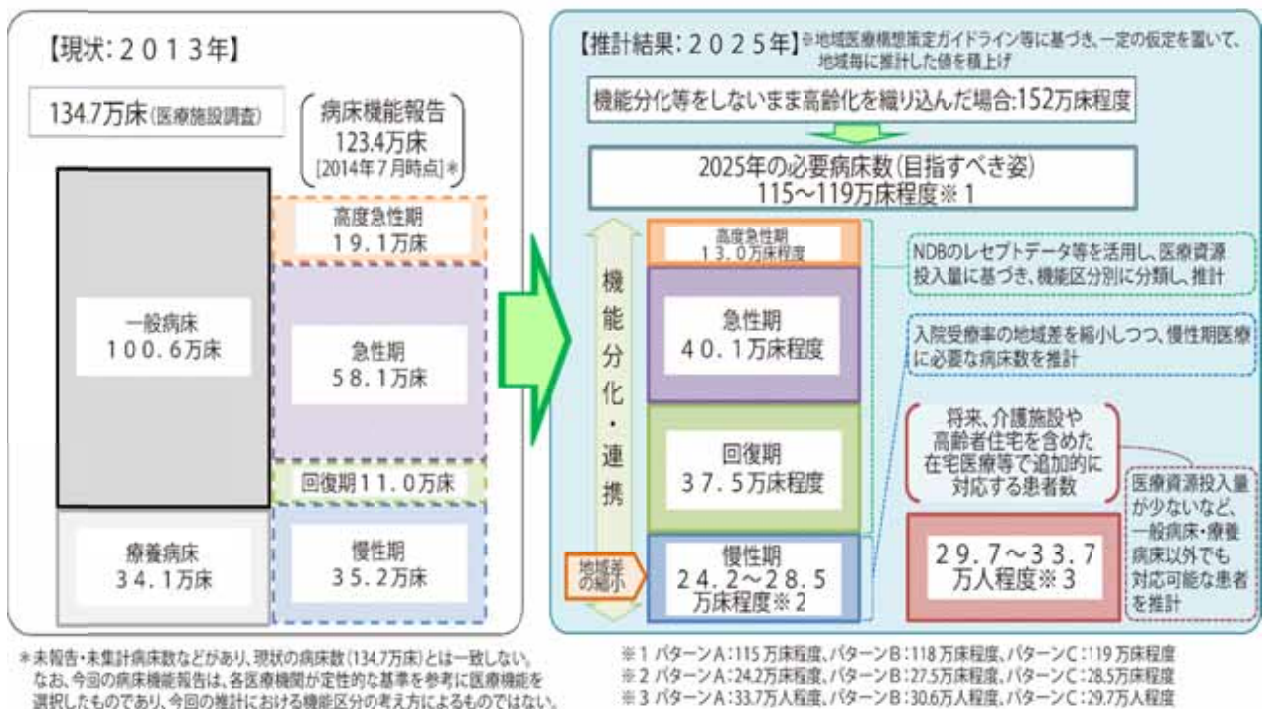 【現状:2013年】
134.7万床(医療施設調査)
病床機能報告
123.4万床
[2014年7月時点]*
高度急性期
19.1万床
一般病床
100.6万床
急性期
58.1万床
回復期11.0万床
療養病床
34.1万床
慢性期
35.2万床
【推計結果:2025年】※地域医療構想策定ガイドライン等に基づき、一定の仮定を置いて、
地域毎に推計した値を積上げ
機能分化等をしないまま高齢化を織り込んだ場合:152万床程度
2025年の必要病床数(目指すべき姿)
115~119万床程度※1
機能分化・連携
地域差
の縮小
高度急性期
13.0万床程度
急性期
40.1万床程度
回復期
37.5万床程度
慢性期
24.2~28.5
万床程度※2
NDBのレセプトデータ等を活用し、医療資源
投入量に基づき、機能区分別に分類し、推計
入院受療率の地域差を縮小しつつ、慢性期医療
に必要な病床数を推計
将来、介護施設や
高齢者住宅を含めた
在宅医療等で追加的に
対応する患者数
29.7~33.7
万人程度※3
医療資源投入量
が少ないなど、
一般病床・療養
病床以外でも
対応可能な患者
を推計
*未報告・未集計病床数などがあり、現状の病床数(134.7万床)とは一致しない。
なお、今回の病床機能報告は、各医療機関が定性的な基準を参考に医療機能を
選択したものであり、今回の推計における機能区分の考え方によるものではない。
※1 パターンA:115万床程度、パターンB:118万床程度、パターンC:119万床程度
※2 パターンA:24.2万床程度、パターンB:27.5万床程度、パターンC:28.5万床程度
※3 パターンA:33.7万人程度、パターンB:30.6万人程度、パターンC:29.7万人程度